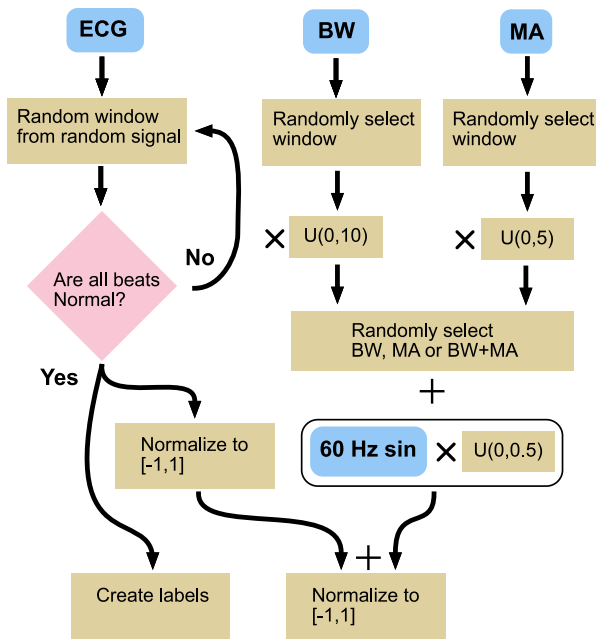 ECG
BW
MA
Random window
from random signal
Randomly select
window
Randomly select
window
× U(0,10)
× U(0,5)
No
Are all beats
Normal?
Randomly select
BW, MA or BW+MA
Yes
+
Normalize to
[-1,1]
60 Hz sin × U(0,0.5)
+
Create labels
Normalize to
[-1,1]